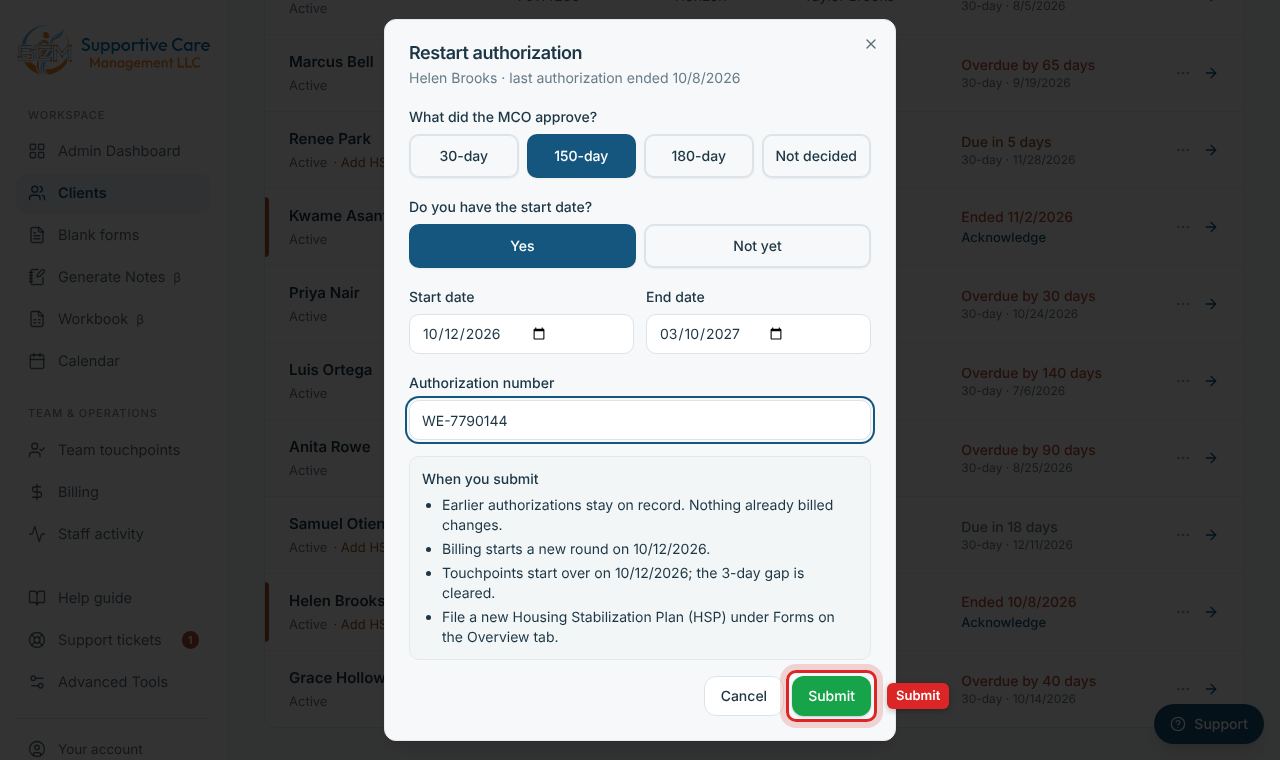 Supportive Care
Management LLC
WORKSPACE
Admin Dashboard
Clients
Blank forms
Generate Notes β
Workbook β
Calendar
TEAM & OPERATIONS
Team touchpoints
Billing
Staff activity
Help guide
Support tickets 1
Advanced Tools
Your account
Active
30-day · 8/5/2026
Marcus Bell
Active
Overdue by 65 days
30-day · 9/19/2026
Renee Park
Active · Add HS
Due in 5 days
30-day · 11/28/2026
Kwame Asan
Active
Ended 11/2/2026
Acknowledge
Priya Nair
Active
Overdue by 30 days
30-day · 10/24/2026
Luis Ortega
Active
Overdue by 140 days
30-day · 7/6/2026
Anita Rowe
Active
Overdue by 90 days
30-day · 8/25/2026
Samuel Otien
Active · Add HS
Due in 18 days
30-day · 12/11/2026
Helen Brooks
Active · Add HS
Ended 10/8/2026
Acknowledge
Grace Hollow
Active
Overdue by 40 days
30-day · 10/14/2026
Restart authorization
Helen Brooks · last authorization ended 10/8/2026
What did the MCO approve?
30-day 150-day 180-day Not decided
Do you have the start date?
Yes Not yet
Start date End date
10/12/2026 03/10/2027
Authorization number
WE-7790144
When you submit
• Earlier authorizations stay on record. Nothing already billed
changes.
• Billing starts a new round on 10/12/2026.
• Touchpoints start over on 10/12/2026; the 3-day gap is
cleared.
• File a new Housing Stabilization Plan (HSP) under Forms on
the Overview tab.
Cancel Submit Submit
Support